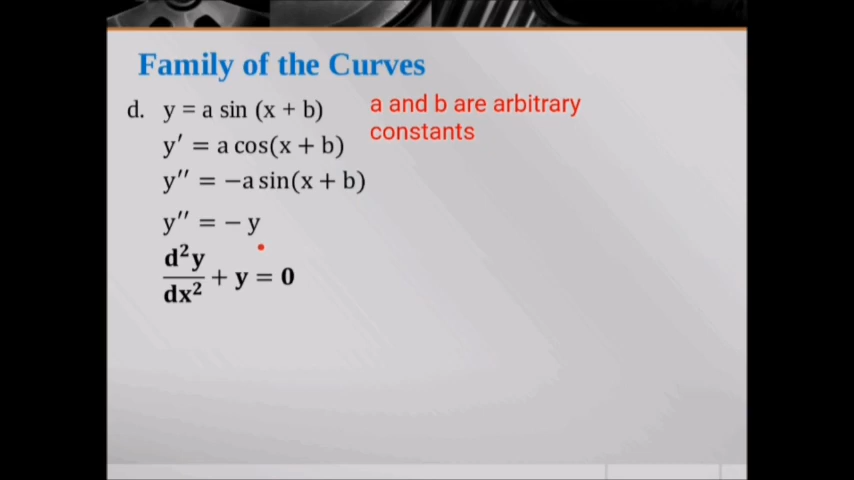 Family of the Curves
d. y = a sin (x + b)
a and b are arbitrary
constants
y′ = a cos(x + b)
y′′ = −a sin(x + b)
y′′ = − y
d²y/dx² + y = 0